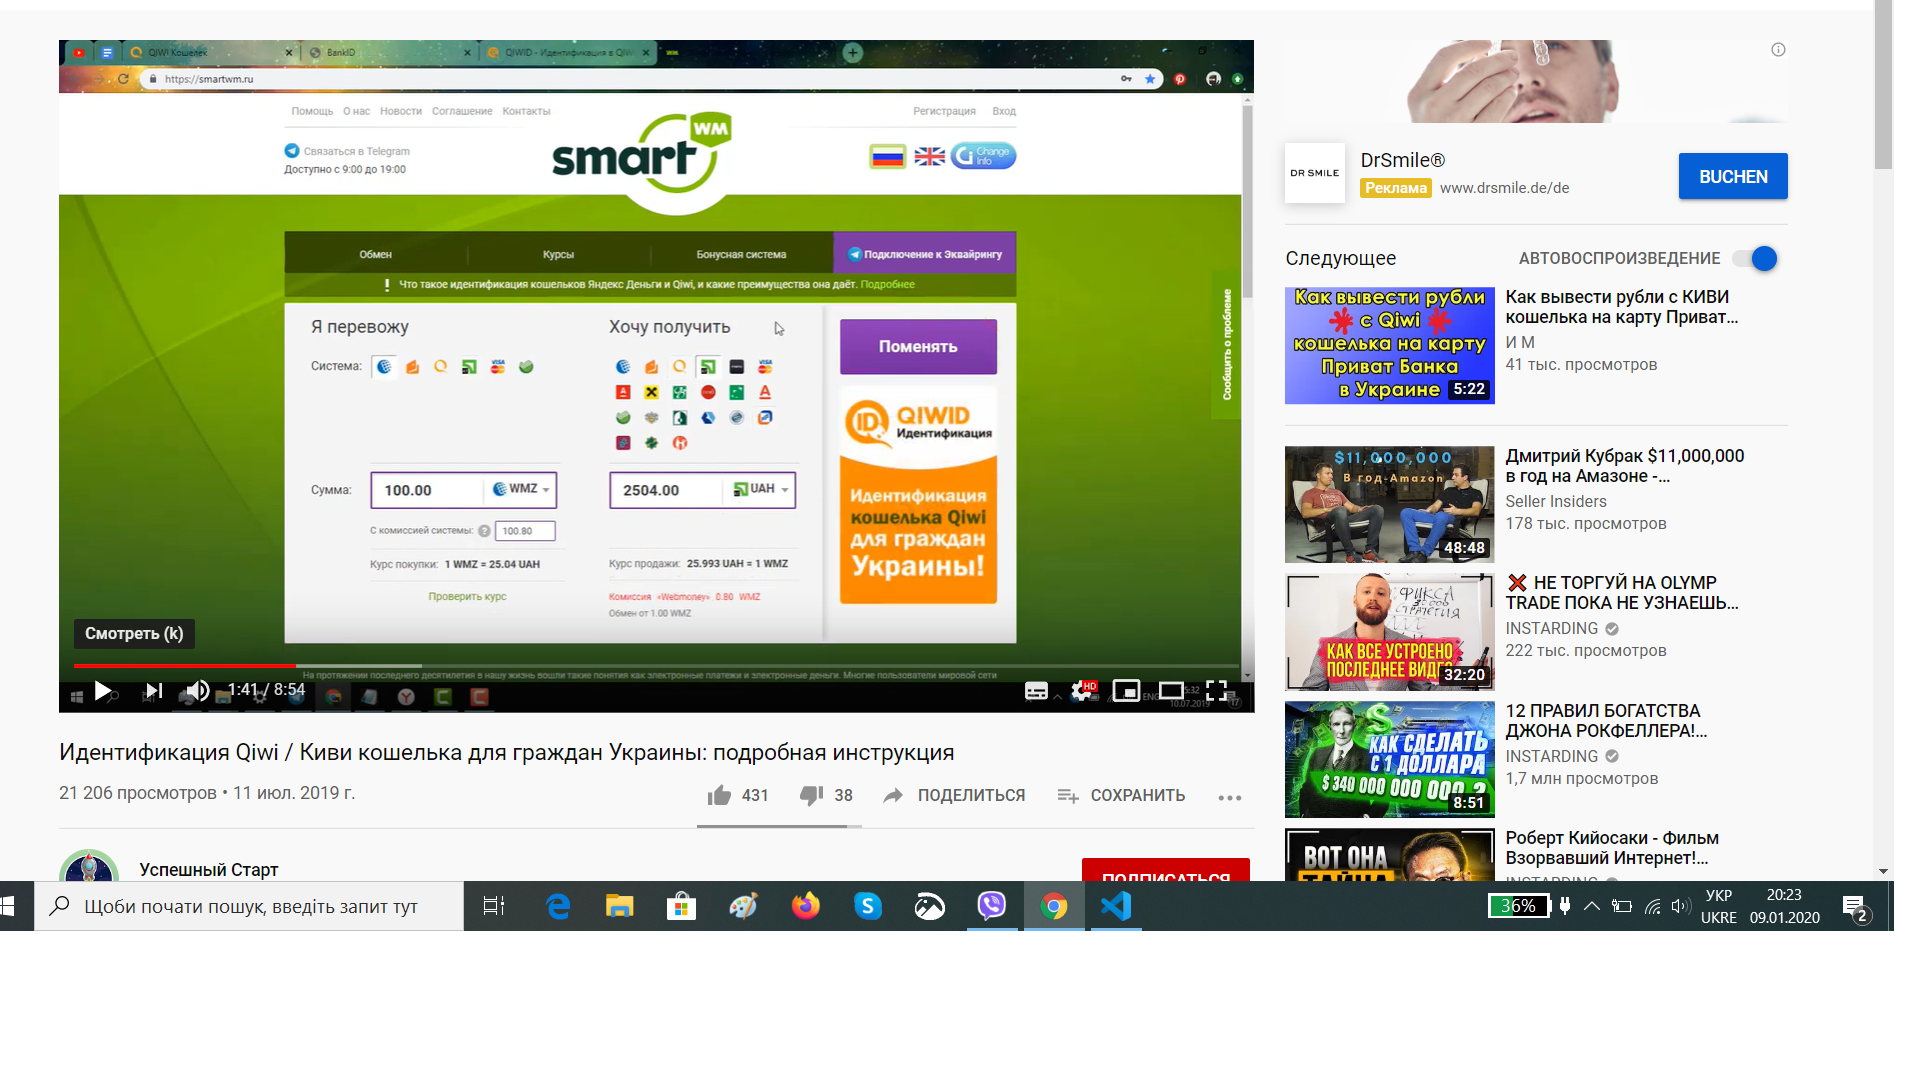 QIWI Кошелек
BankID
QIWID - Идентификация в QIW
https://smartwm.ru
Помощь О нас Новости Соглашение Контакты
Регистрация Вход
Связаться в Telegram
Доступно с 9:00 до 19:00
smart WM
Change Info
Обмен Курсы Бонусная система Подключение к Эквайрингу
! Что такое идентификация кошельков Яндекс Деньги и Qiwi, и какие преимущества она даёт. Подробнее
Я перевожу
Хочу получить
Система:
Поменять
QIWID
Идентификация
Идентификация
кошелька Qiwi
для граждан
Украины!
Сумма: 100.00 WMZ
2504.00 UAH
С комиссией системы: ? 100.80
Курс покупки: 1 WMZ = 25.04 UAH
Курс продажи: 25.993 UAH = 1 WMZ
Проверить курс
Комиссия «Webmoney» 0.80 WMZ
Обмен от 1.00 WMZ
Сообщить о проблеме
Смотреть (k)
На протяжении последнего десятилетия в нашу жизнь вошли такие понятия как электронные платежи и электронные деньги. Многие пользователи мировой сети
1:41 / 8:54
HD
ENG
10.07.2019
17
Идентификация Qiwi / Киви кошелька для граждан Украины: подробная инструкция
21 206 просмотров • 11 июл. 2019 г.
431 38 ПОДЕЛИТЬСЯ СОХРАНИТЬ
Успешный Старт
ПОДПИСАТЬСЯ
DR SMILE
DrSmile®
Реклама www.drsmile.de/de
BUCHEN
Следующее
АВТОВОСПРОИЗВЕДЕНИЕ
Как вывести рубли
с Qiwi
кошелька на карту
Приват Банка
в Украине
5:22
Как вывести рубли с КИВИ
кошелька на карту Приват...
И М
41 тыс. просмотров
$11,000,000
в год-Amazon
48:48
Дмитрий Кубрак $11,000,000
в год на Амазоне -...
Seller Insiders
178 тыс. просмотров
ФИКСА
СТРАТЕГИЯ
КАК ВСЕ УСТРОЕНО
ПОСЛЕДНЕЕ ВИДЕ
32:20
❌ НЕ ТОРГУЙ НА OLYMP
TRADE ПОКА НЕ УЗНАЕШЬ...
INSTARDING
222 тыс. просмотров
КАК СДЕЛАТЬ
С 1 ДОЛЛАРА
$ 340 000 000 000 ?
8:51
12 ПРАВИЛ БОГАТСТВА
ДЖОНА РОКФЕЛЛЕРА!...
INSTARDING
1,7 млн просмотров
ВОТ ОНА
ТАЙНА
Роберт Кийосаки - Фильм
Взорвавший Интернет!...
INSTARDING
Щоби почати пошук, введіть запит тут
36%
УКР
UKRE
20:23
09.01.2020
2